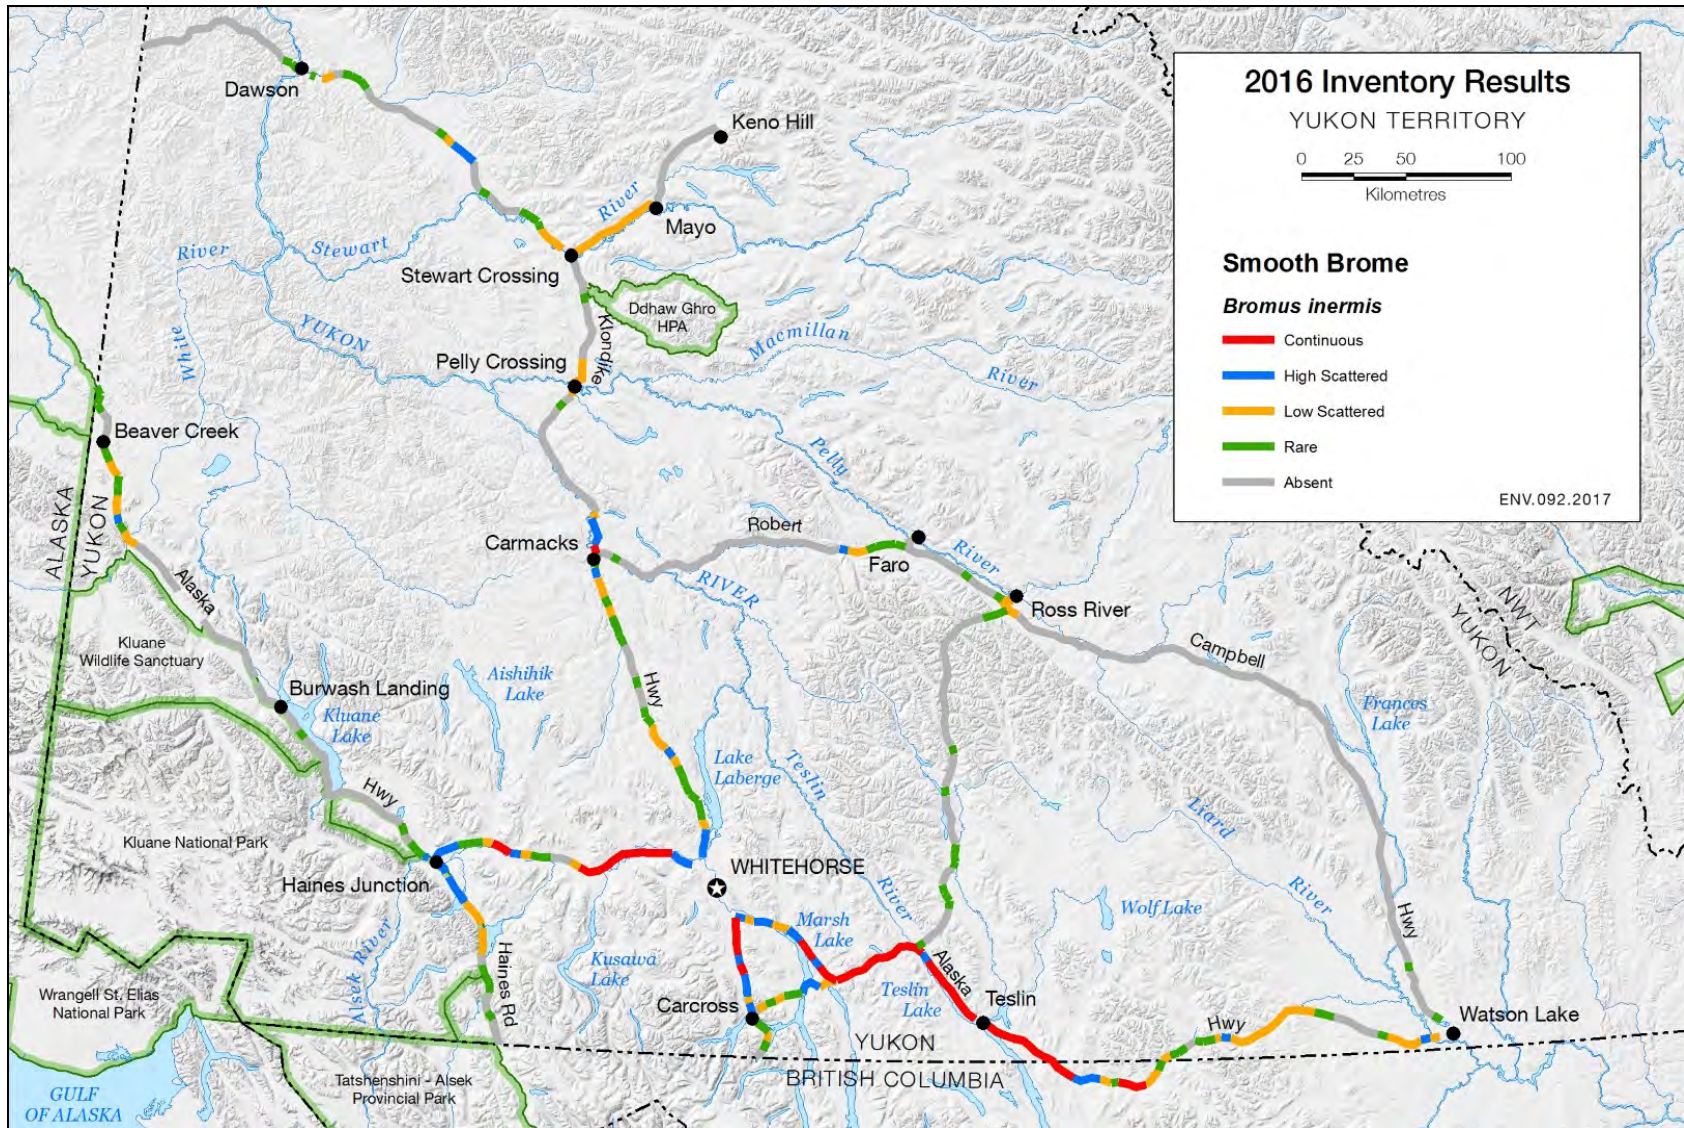 2016 Inventory Results
YUKON TERRITORY
0 25 50 100
Kilometres
Smooth Brome
Bromus inermis
Continuous
High Scattered
Low Scattered
Rare
Absent
ENV.092.2017
Dawson
Keno Hill
River
Mayo
Stewart
River
Stewart Crossing
Ddhaw Ghro
HPA
YUKON
White
Klondike
Macmillan
River
Pelly Crossing
Beaver Creek
Pelly
ALASKA
YUKON
Robert
Carmacks
Faro
River
RIVER
Ross River
NWT
YUKON
Alaska
Campbell
Kluane
Wildlife Sanctuary
Aishihik
Lake
Hwy
Burwash Landing
Kluane
Lake
Frances
Lake
Lake
Laberge
Teslin
Hwy
Liard
Kluane National Park
Haines Junction
WHITEHORSE
River
River
Wolf Lake
Hwy
Marsh
Lake
Alsek River
Haines Rd
Kusawa
Lake
Alaska
Teslin
Lake
Teslin
Wrangell St. Elias
National Park
Carcross
Hwy
Watson Lake
YUKON
BRITISH COLUMBIA
Tatshenshini - Alsek
Provincial Park
GULF
OF ALASKA